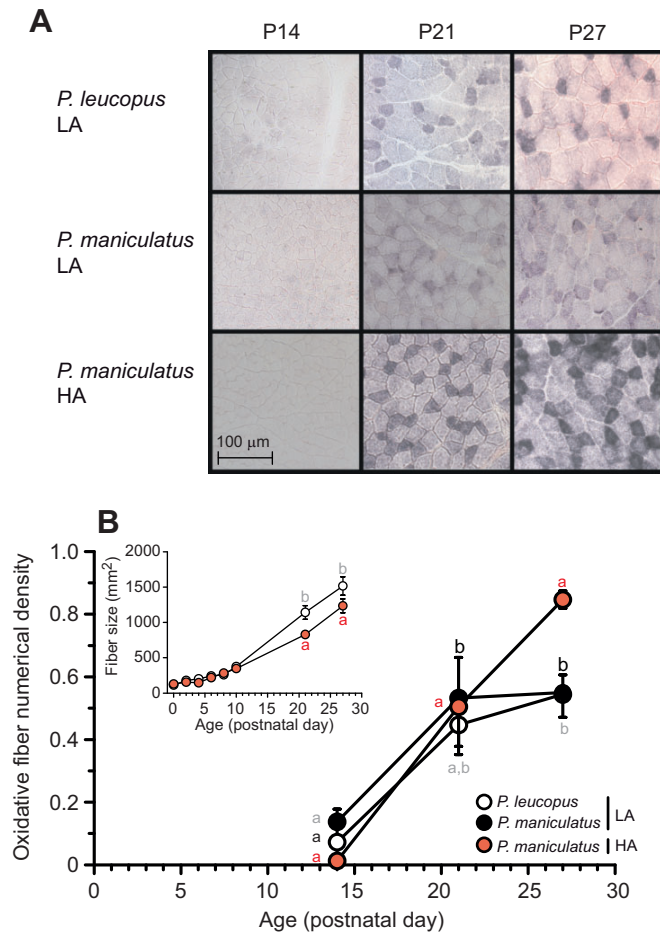 A
P14 P21 P27
P. leucopus
LA
P. maniculatus
LA
P. maniculatus
HA
100 μm
B
Oxidative fiber numerical density
1.0
0.8
0.6
0.4
0.2
0
0 5 10 15 20 25 30
Age (postnatal day)
Fiber size (mm²)
2000
1500
1000
500
0
0 5 10 15 20 25 30
Age (postnatal day)
b
b
a
a
a
b
b
a
b
a,b
a
a
a
P. leucopus
P. maniculatus
LA
P. maniculatus
HA